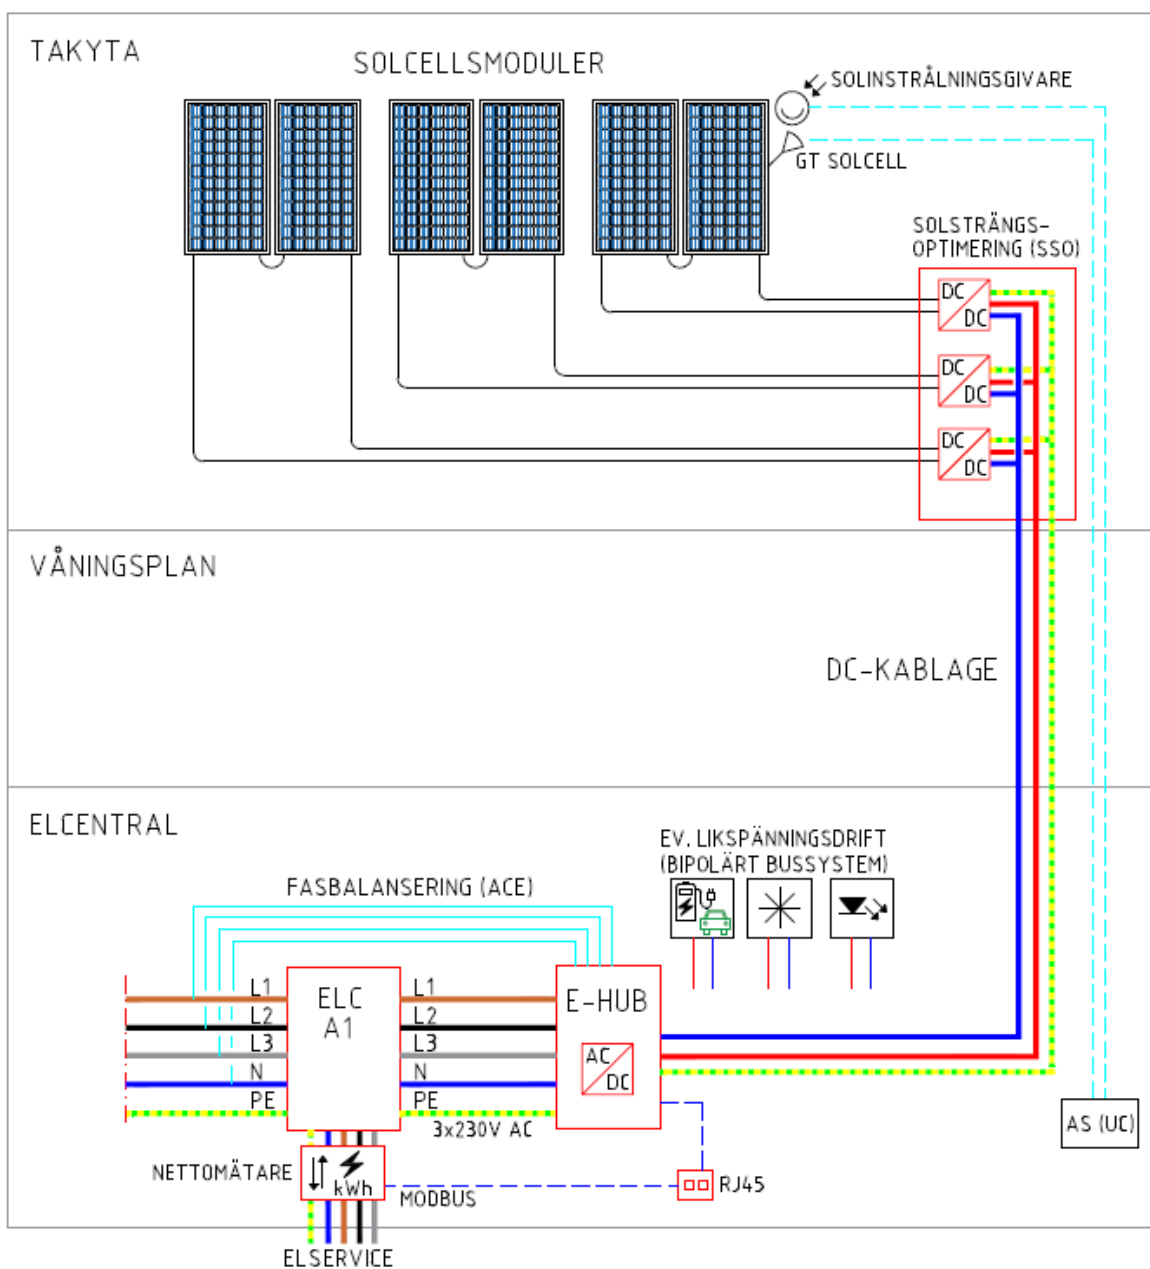 TAKYTA
SOLCELLSMODULER
SOLINSTRÅLNINGSGIVARE
GT SOLCELL
SOLSTRÄNGS-
OPTIMERING (SSO)
DC
DC
DC
DC
DC
DC
VÅNINGSPLAN
DC-KABLAGE
ELCENTRAL
EV. LIKSPÄNNINGSDRIFT
(BIPOLÄRT BUSSYSTEM)
FASBALANSERING (ACE)
L1
L2
L3
N
PE
ELC
A1
L1
L2
L3
N
PE
3x230V AC
E-HUB
AC
DC
AS (UC)
NETTOMÄTARE
kWh
MODBUS
RJ45
ELSERVICE